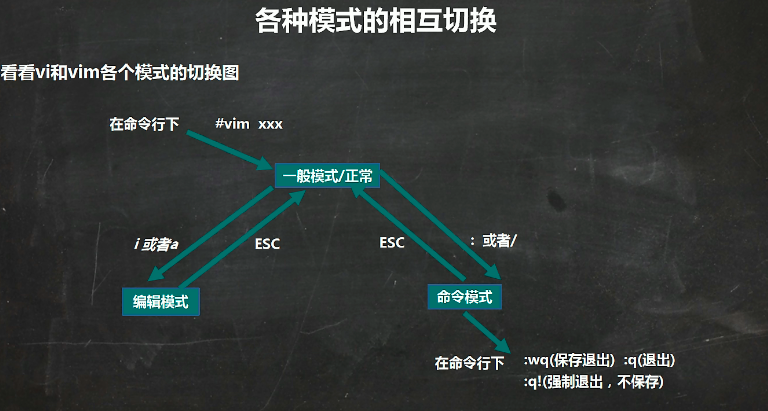 各种模式的相互切换
看看vi和vim各个模式的切换图
在命令行下 #vim xxx
一般模式/正常
i 或者a ESC ESC : 或者/
编辑模式 命令模式
在命令行下 :wq(保存退出) :q(退出)
:q!(强制退出，不保存)